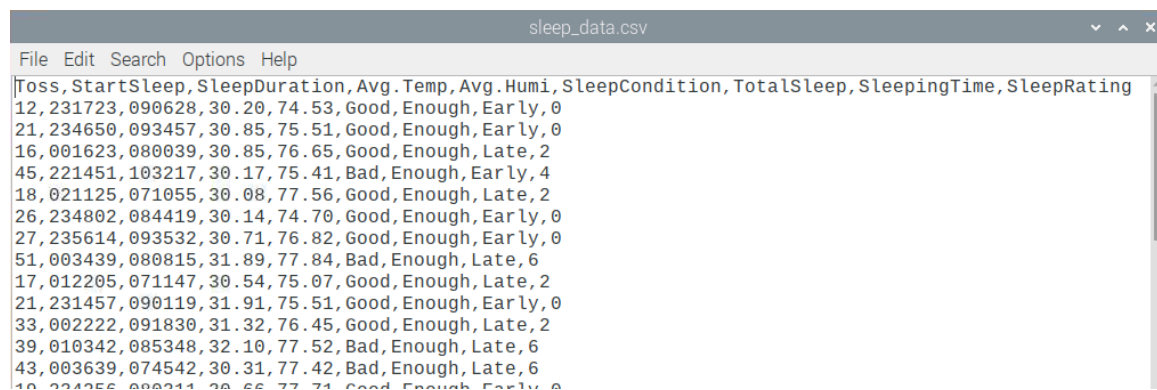 sleep_data.csv
File Edit Search Options Help
Toss,StartSleep,SleepDuration,Avg.Temp,Avg.Humi,SleepCondition,TotalSleep,SleepingTime,SleepRating
12,231723,090628,30.20,74.53,Good,Enough,Early,0
21,234650,093457,30.85,75.51,Good,Enough,Early,0
16,001623,080039,30.85,76.65,Good,Enough,Late,2
45,221451,103217,30.17,75.41,Bad,Enough,Early,4
18,021125,071055,30.08,77.56,Good,Enough,Late,2
26,234802,084419,30.14,74.70,Good,Enough,Early,0
27,235614,093532,30.71,76.82,Good,Enough,Early,0
51,003439,080815,31.89,77.84,Bad,Enough,Late,6
17,012205,071147,30.54,75.07,Good,Enough,Late,2
21,231457,090119,31.91,75.51,Good,Enough,Early,0
33,002222,091830,31.32,76.45,Good,Enough,Late,2
39,010342,085348,32.10,77.52,Bad,Enough,Late,6
43,003639,074542,30.31,77.42,Bad,Enough,Late,6